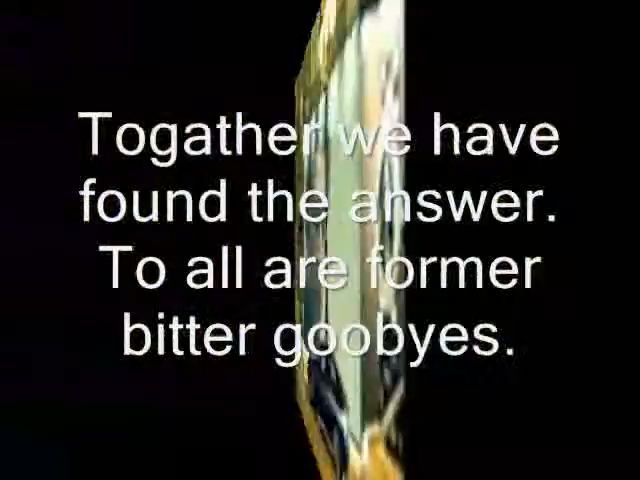 Togather we have
found the answer.
To all are former
bitter goobyes.